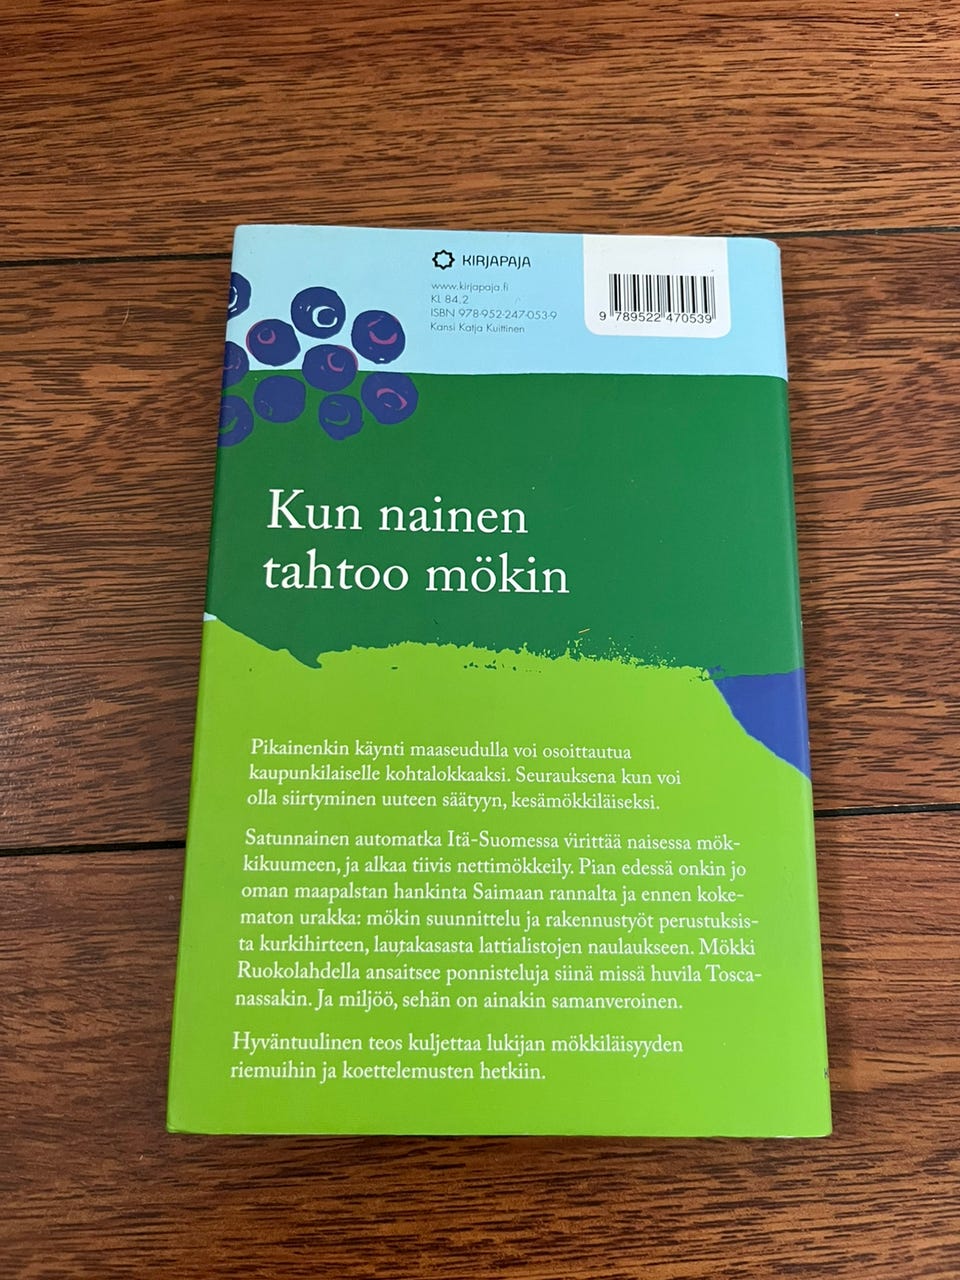 KIRJAPAJA
www.kirjapaja.fi
KL 84.2
ISBN 978-952-247-053-9
Kansi Katja Kuittinen
9 789522 470539
Kun nainen
tahtoo mökin
Pikainenkin käynti maaseudulla voi osoittautua
kaupunkilaiselle kohtalokkaaksi. Seurauksena kun voi
olla siirtyminen uuteen säätyyn, kesämökkiläiseksi.
Satunnainen automatka Itä-Suomessa virittää naisessa mök-
kikuumeen, ja alkaa tiivis nettimökkeily. Pian edessä onkin jo
oman maapalstan hankinta Saimaan rannalta ja ennen koke-
maton urakka: mökin suunnittelu ja rakennustyöt perustuksis-
ta kurkihirteen, lautakasasta lattialistojen naulaukseen. Mökki
Ruokolahdella ansaitsee ponnisteluja siinä missä huvila Tosca-
nassakin. Ja miljöö, sehän on ainakin samanveroinen.
Hyväntuulinen teos kuljettaa lukijan mökkiläisyyden
riemuihin ja koettelemusten hetkiin.